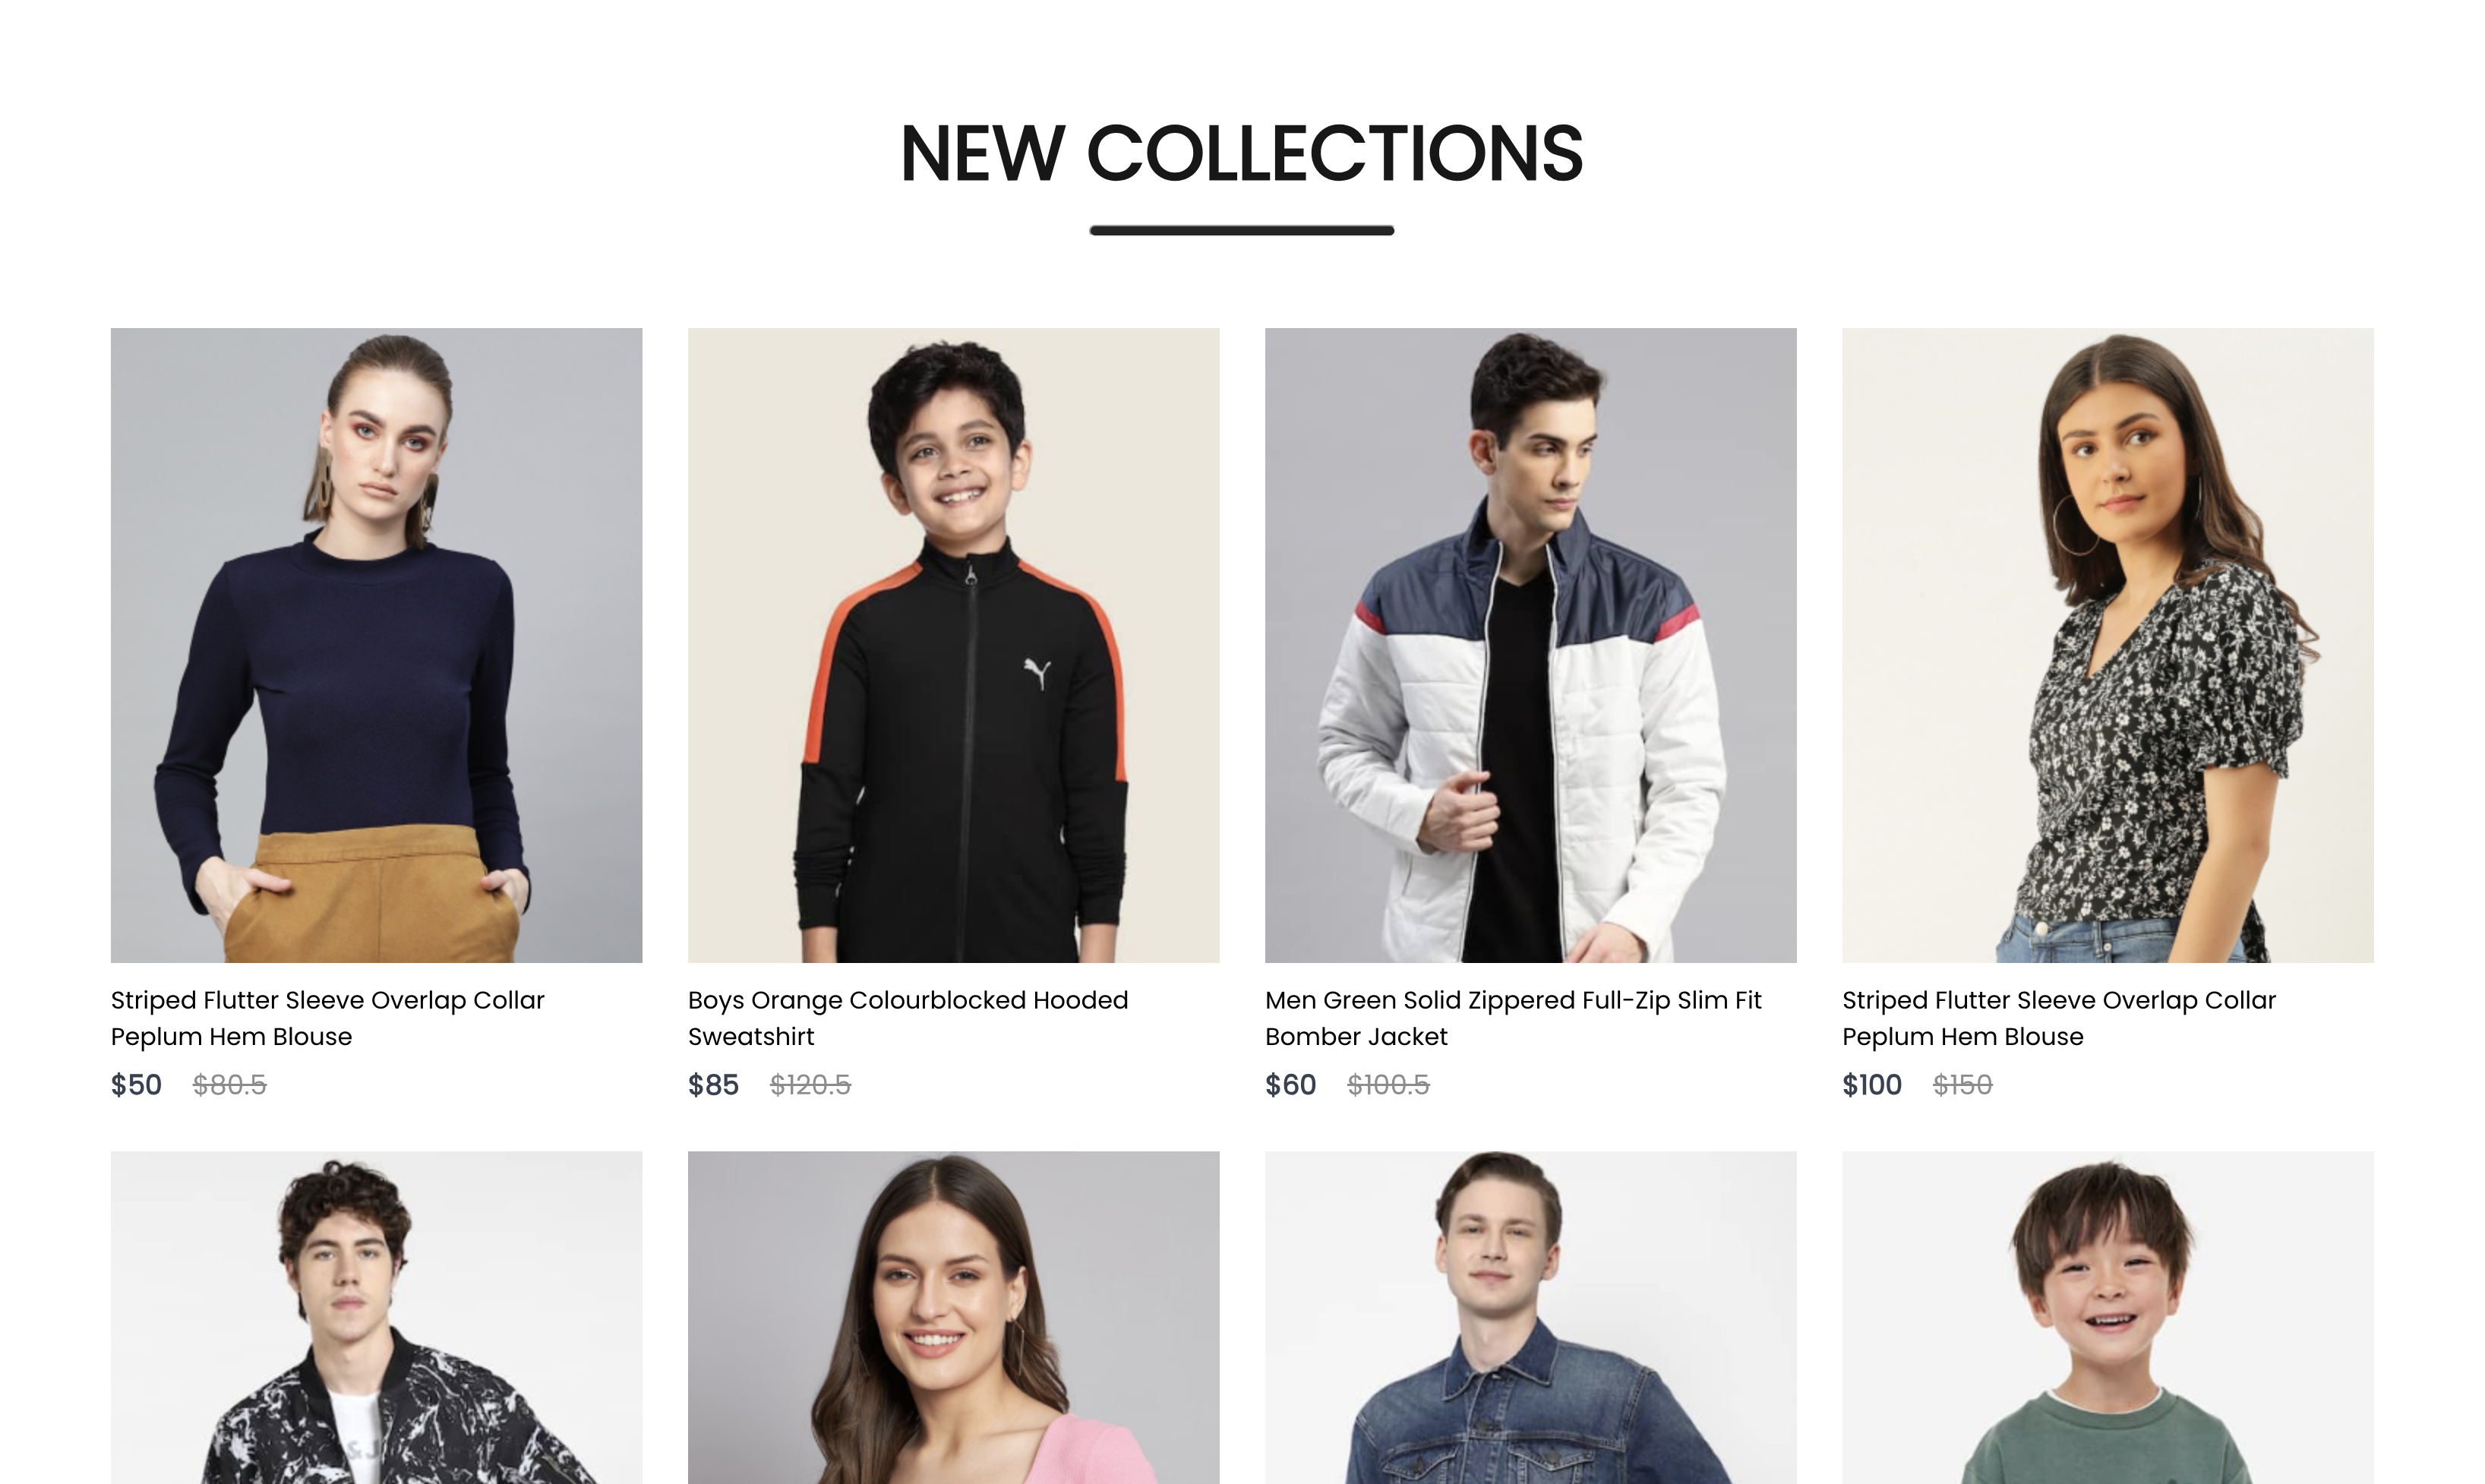 NEW COLLECTIONS
Striped Flutter Sleeve Overlap Collar
Peplum Hem Blouse
$50 $80.5
Boys Orange Colourblocked Hooded
Sweatshirt
$85 $120.5
Men Green Solid Zippered Full-Zip Slim Fit
Bomber Jacket
$60 $100.5
Striped Flutter Sleeve Overlap Collar
Peplum Hem Blouse
$100 $150
& J